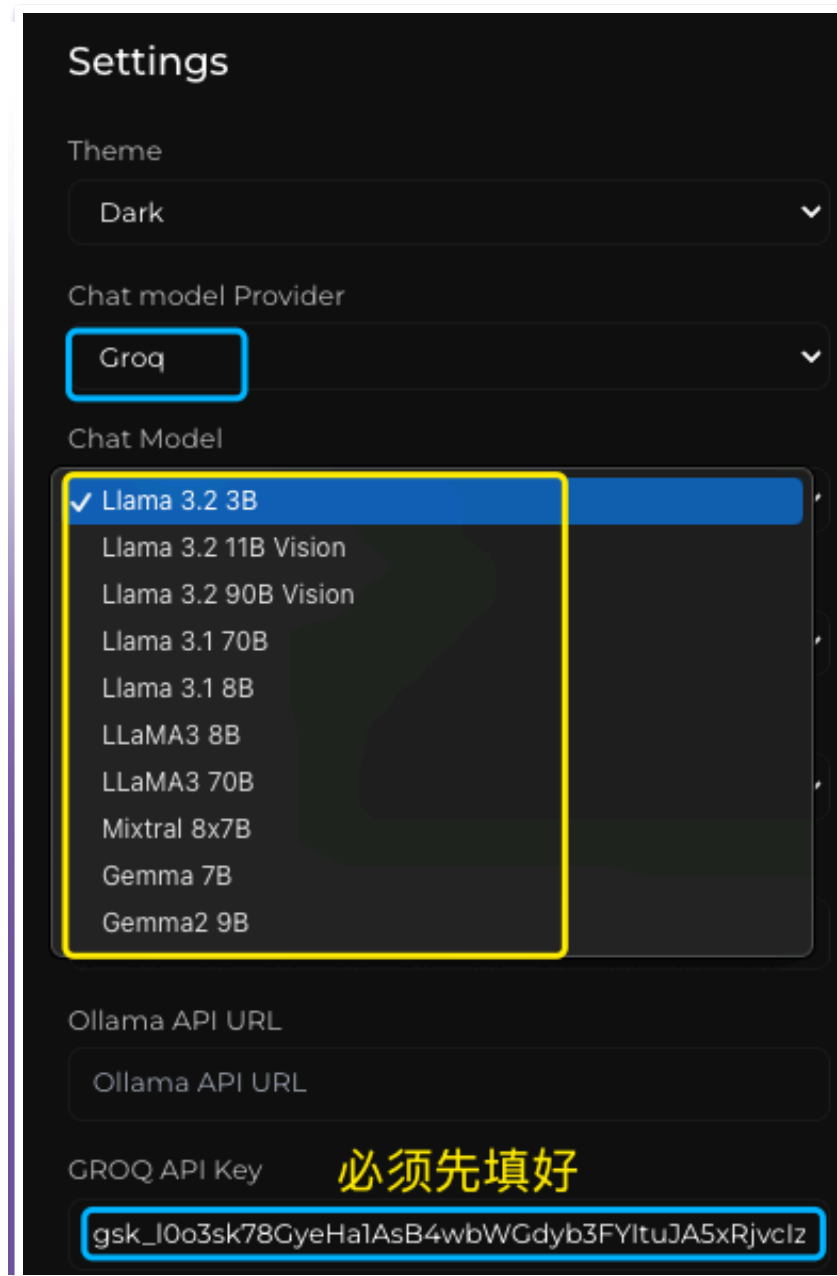 Settings
Theme
Dark
Chat model Provider
Groq
Chat Model
✓ Llama 3.2 3B
Llama 3.2 11B Vision
Llama 3.2 90B Vision
Llama 3.1 70B
Llama 3.1 8B
LLaMA3 8B
LLaMA3 70B
Mixtral 8x7B
Gemma 7B
Gemma2 9B
Ollama API URL
Ollama API URL
GROQ API Key 必须先填好